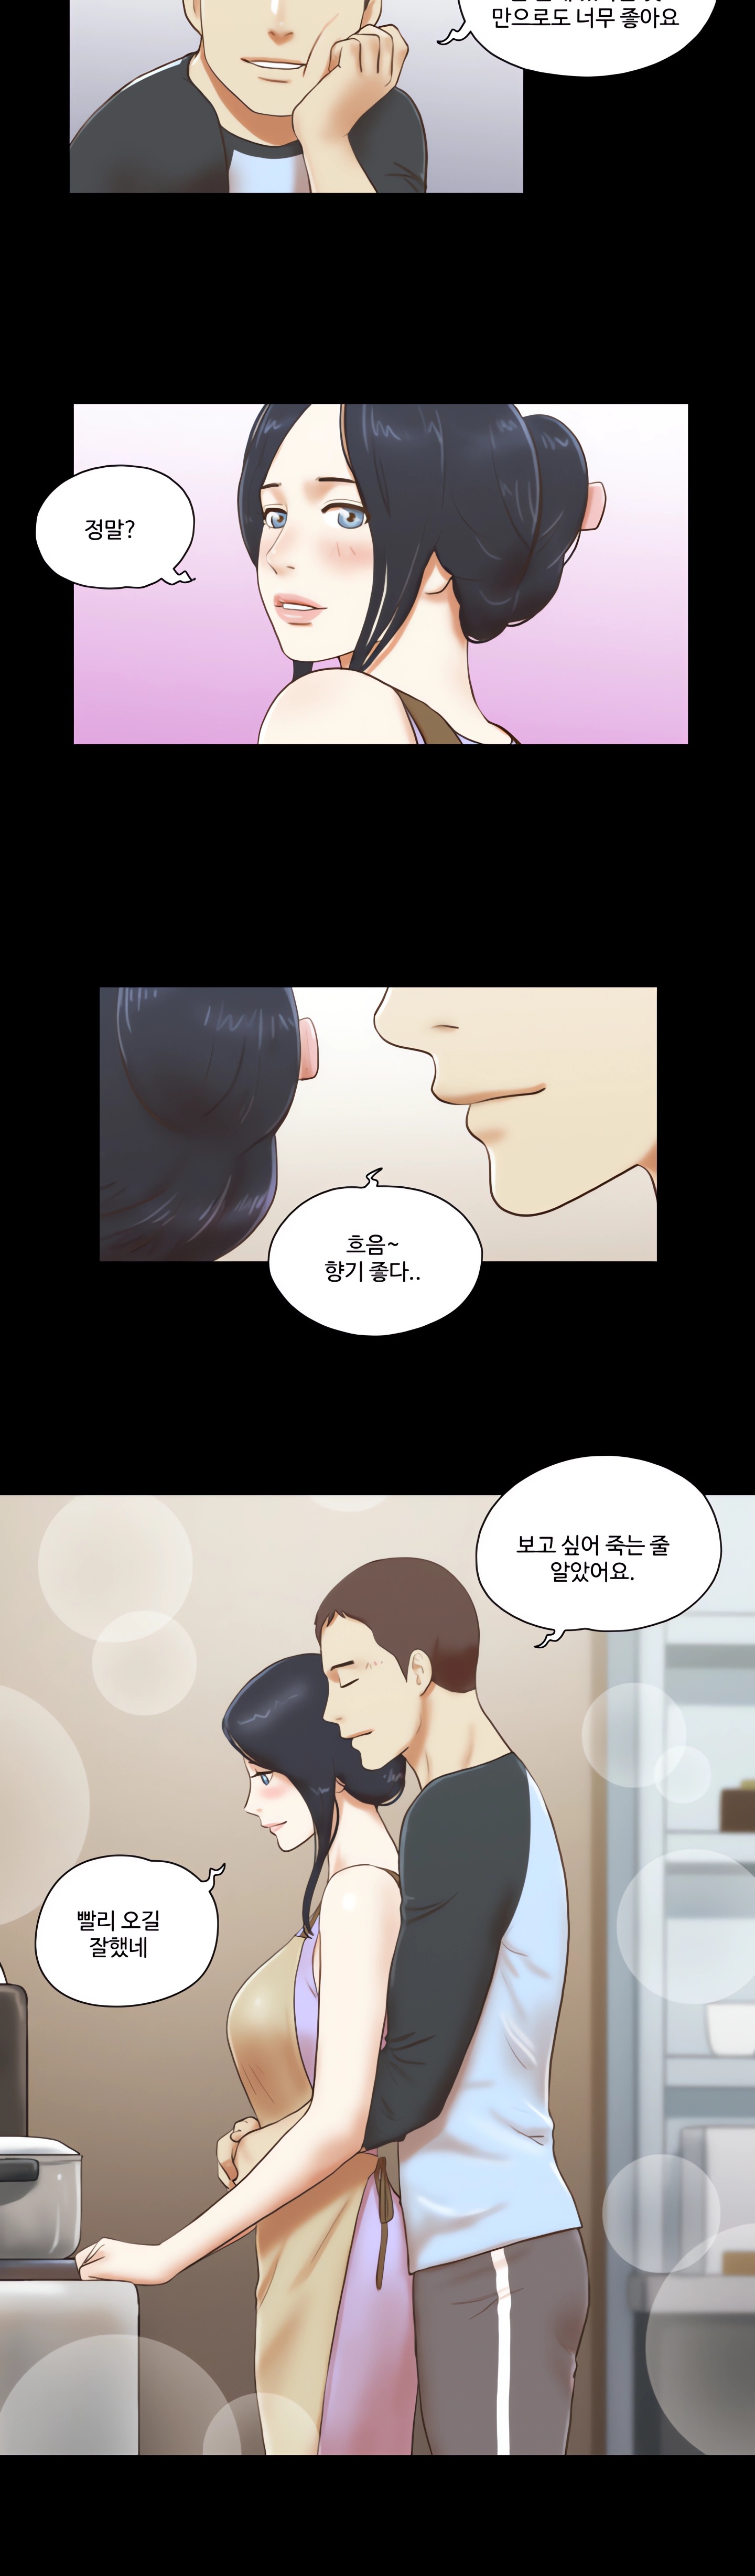 만으로도 너무 좋아요
정말?
흐음~
향기 좋다..
보고 싶어 죽는 줄
알았어요.
빨리 오길
잘했네